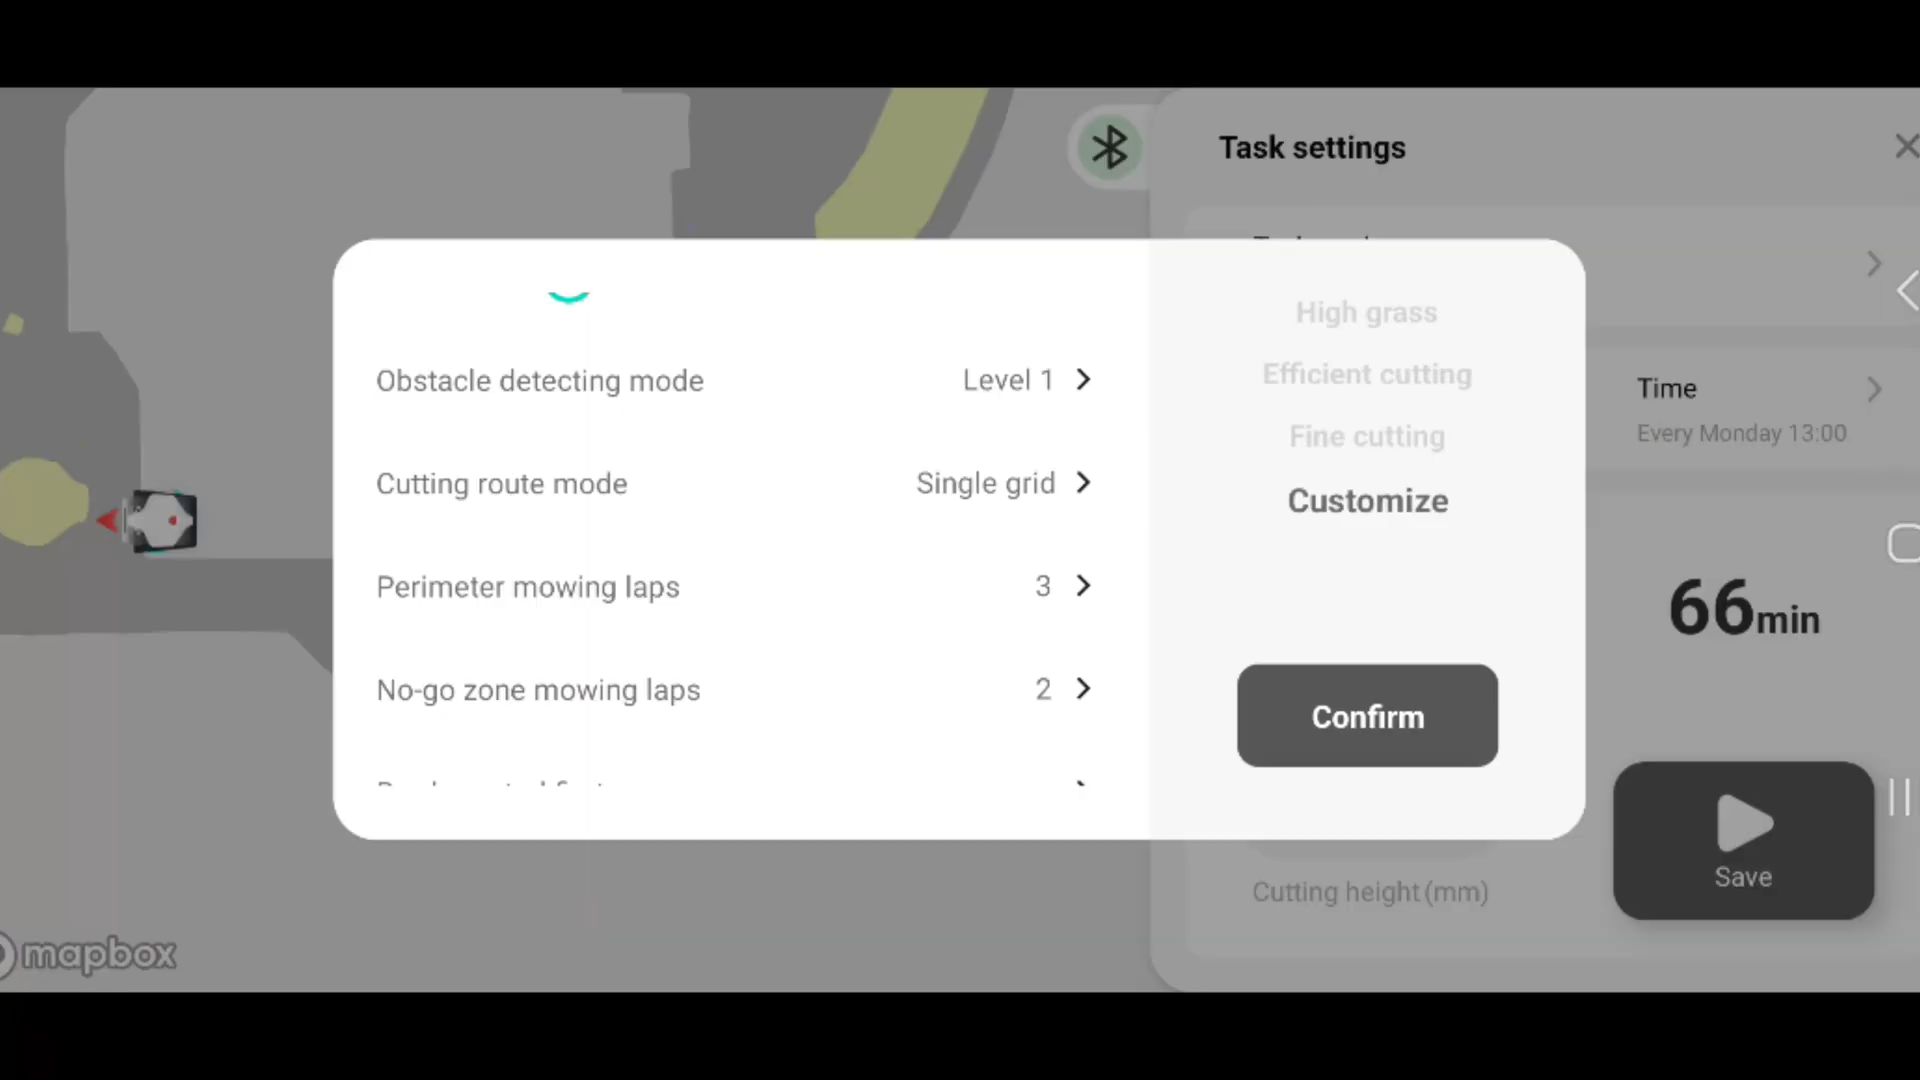 Task settings
High grass
Obstacle detecting mode Level 1
Efficient cutting
Time
Every Monday 13:00
Fine cutting
Cutting route mode Single grid
Customize
Perimeter mowing laps 3
66min
No-go zone mowing laps 2
Confirm
Save
Cutting height(mm)
mapbox